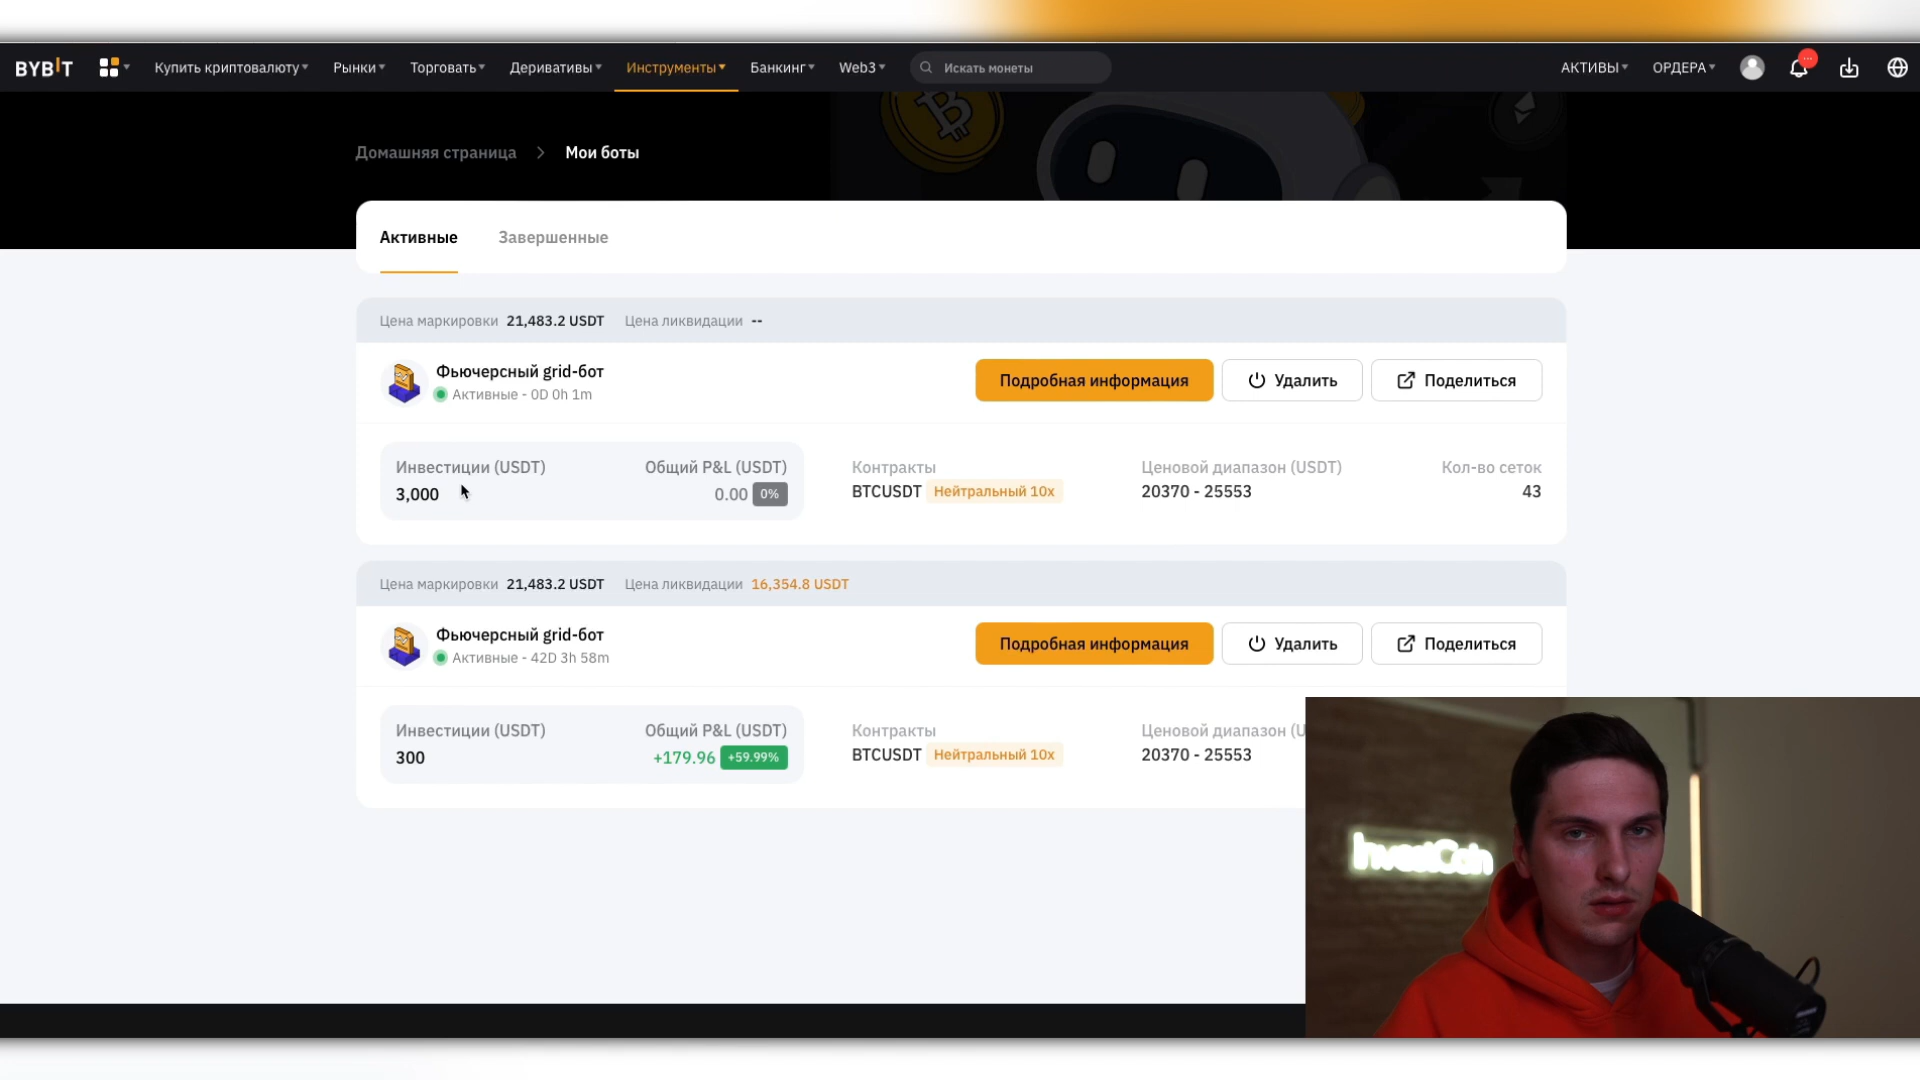 BYBIT Купить криптовалюту Рынки Торговать Деривативы Инструменты Банкинг Web3 Искать монеты АКТИВЫ ОРДЕРА
Домашняя страница > Мои боты
Активные Завершенные
Цена маркировки 21,483.2 USDT Цена ликвидации --
Фьючерсный grid-бот
Активные - 0D 0h 1m
Подробная информация Удалить Поделиться
Инвестиции (USDT) Общий P&L (USDT) Контракты Ценовой диапазон (USDT) Кол-во сеток
3,000 0.00 0% BTCUSDT Нейтральный 10x 20370 - 25553 43
Цена маркировки 21,483.2 USDT Цена ликвидации 16,354.8 USDT
Фьючерсный grid-бот
Активные - 42D 3h 58m
Подробная информация Удалить Поделиться
Инвестиции (USDT) Общий P&L (USDT) Контракты Ценовой диапазон (U
300 +179.96 +59.99% BTCUSDT Нейтральный 10x 20370 - 25553
InvestCoin